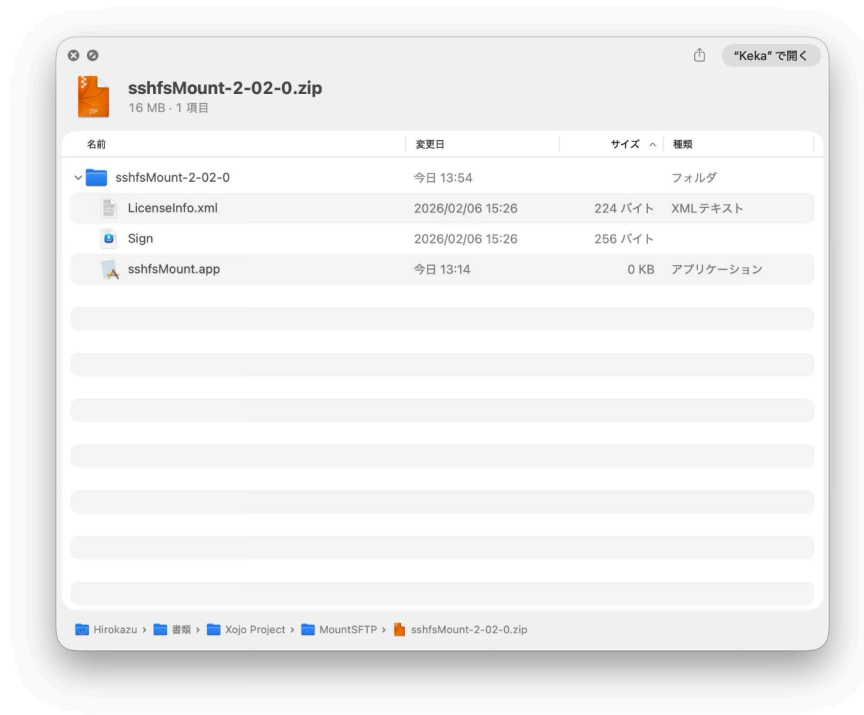 "Keka" で開く
sshfsMount-2-02-0.zip
16 MB · 1 項目
ZIP
名前 変更日 サイズ 種類
sshfsMount-2-02-0 今日 13:54 フォルダ
LicenseInfo.xml 2026/02/06 15:26 224 バイト XMLテキスト
Sign 2026/02/06 15:26 256 バイト
sshfsMount.app 今日 13:14 0 KB アプリケーション
Hirokazu › 書類 › Xojo Project › MountSFTP › sshfsMount-2-02-0.zip